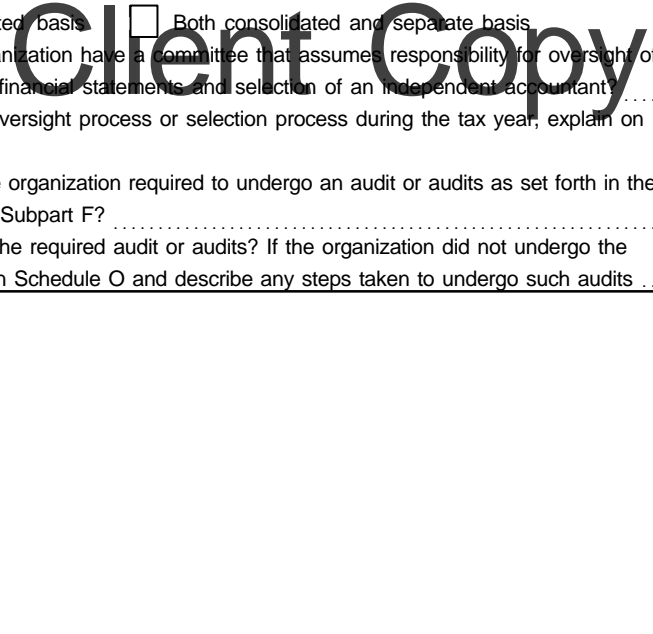 ted basis Both consolidated and separate basis
Client Copy
anization have a committee that assumes responsibility for oversight of
financial statements and selection of an independent accountant?
versight process or selection process during the tax year, explain on
organization required to undergo an audit or audits as set forth in the
Subpart F?
he required audit or audits? If the organization did not undergo the
n Schedule O and describe any steps taken to undergo such audits